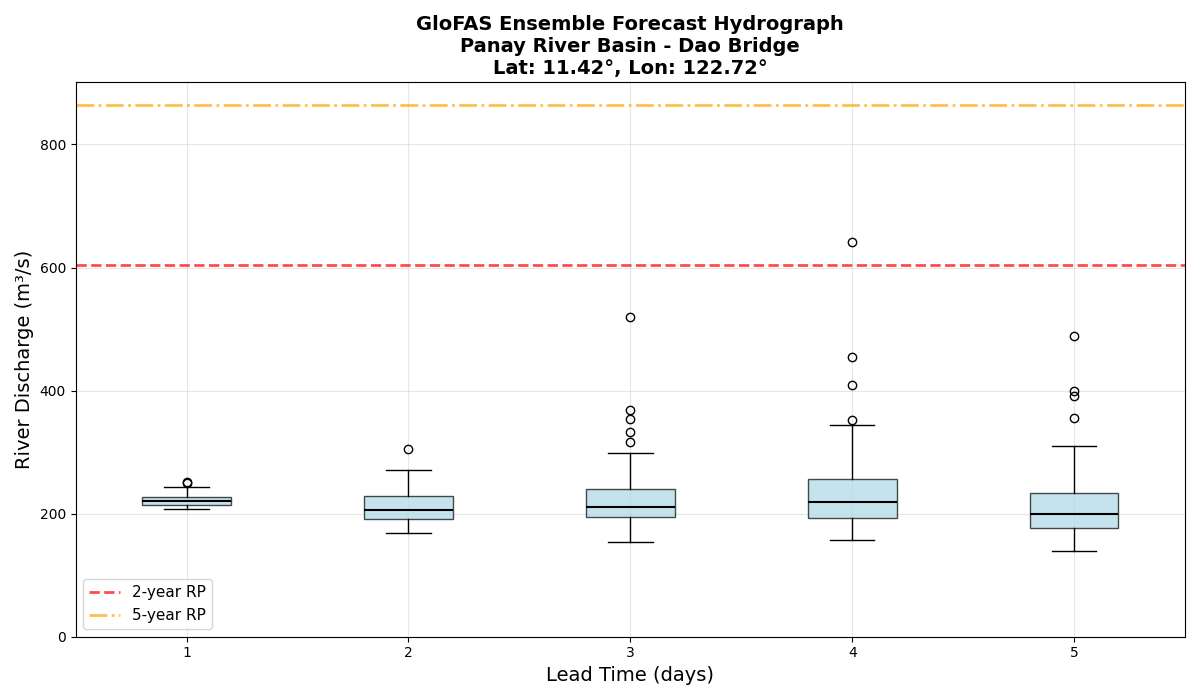 GloFAS Ensemble Forecast Hydrograph
Panay River Basin - Dao Bridge
Lat: 11.42°, Lon: 122.72°
River Discharge (m³/s)
800
600
400
200
0
2-year RP
5-year RP
1 2 3 4 5
Lead Time (days)